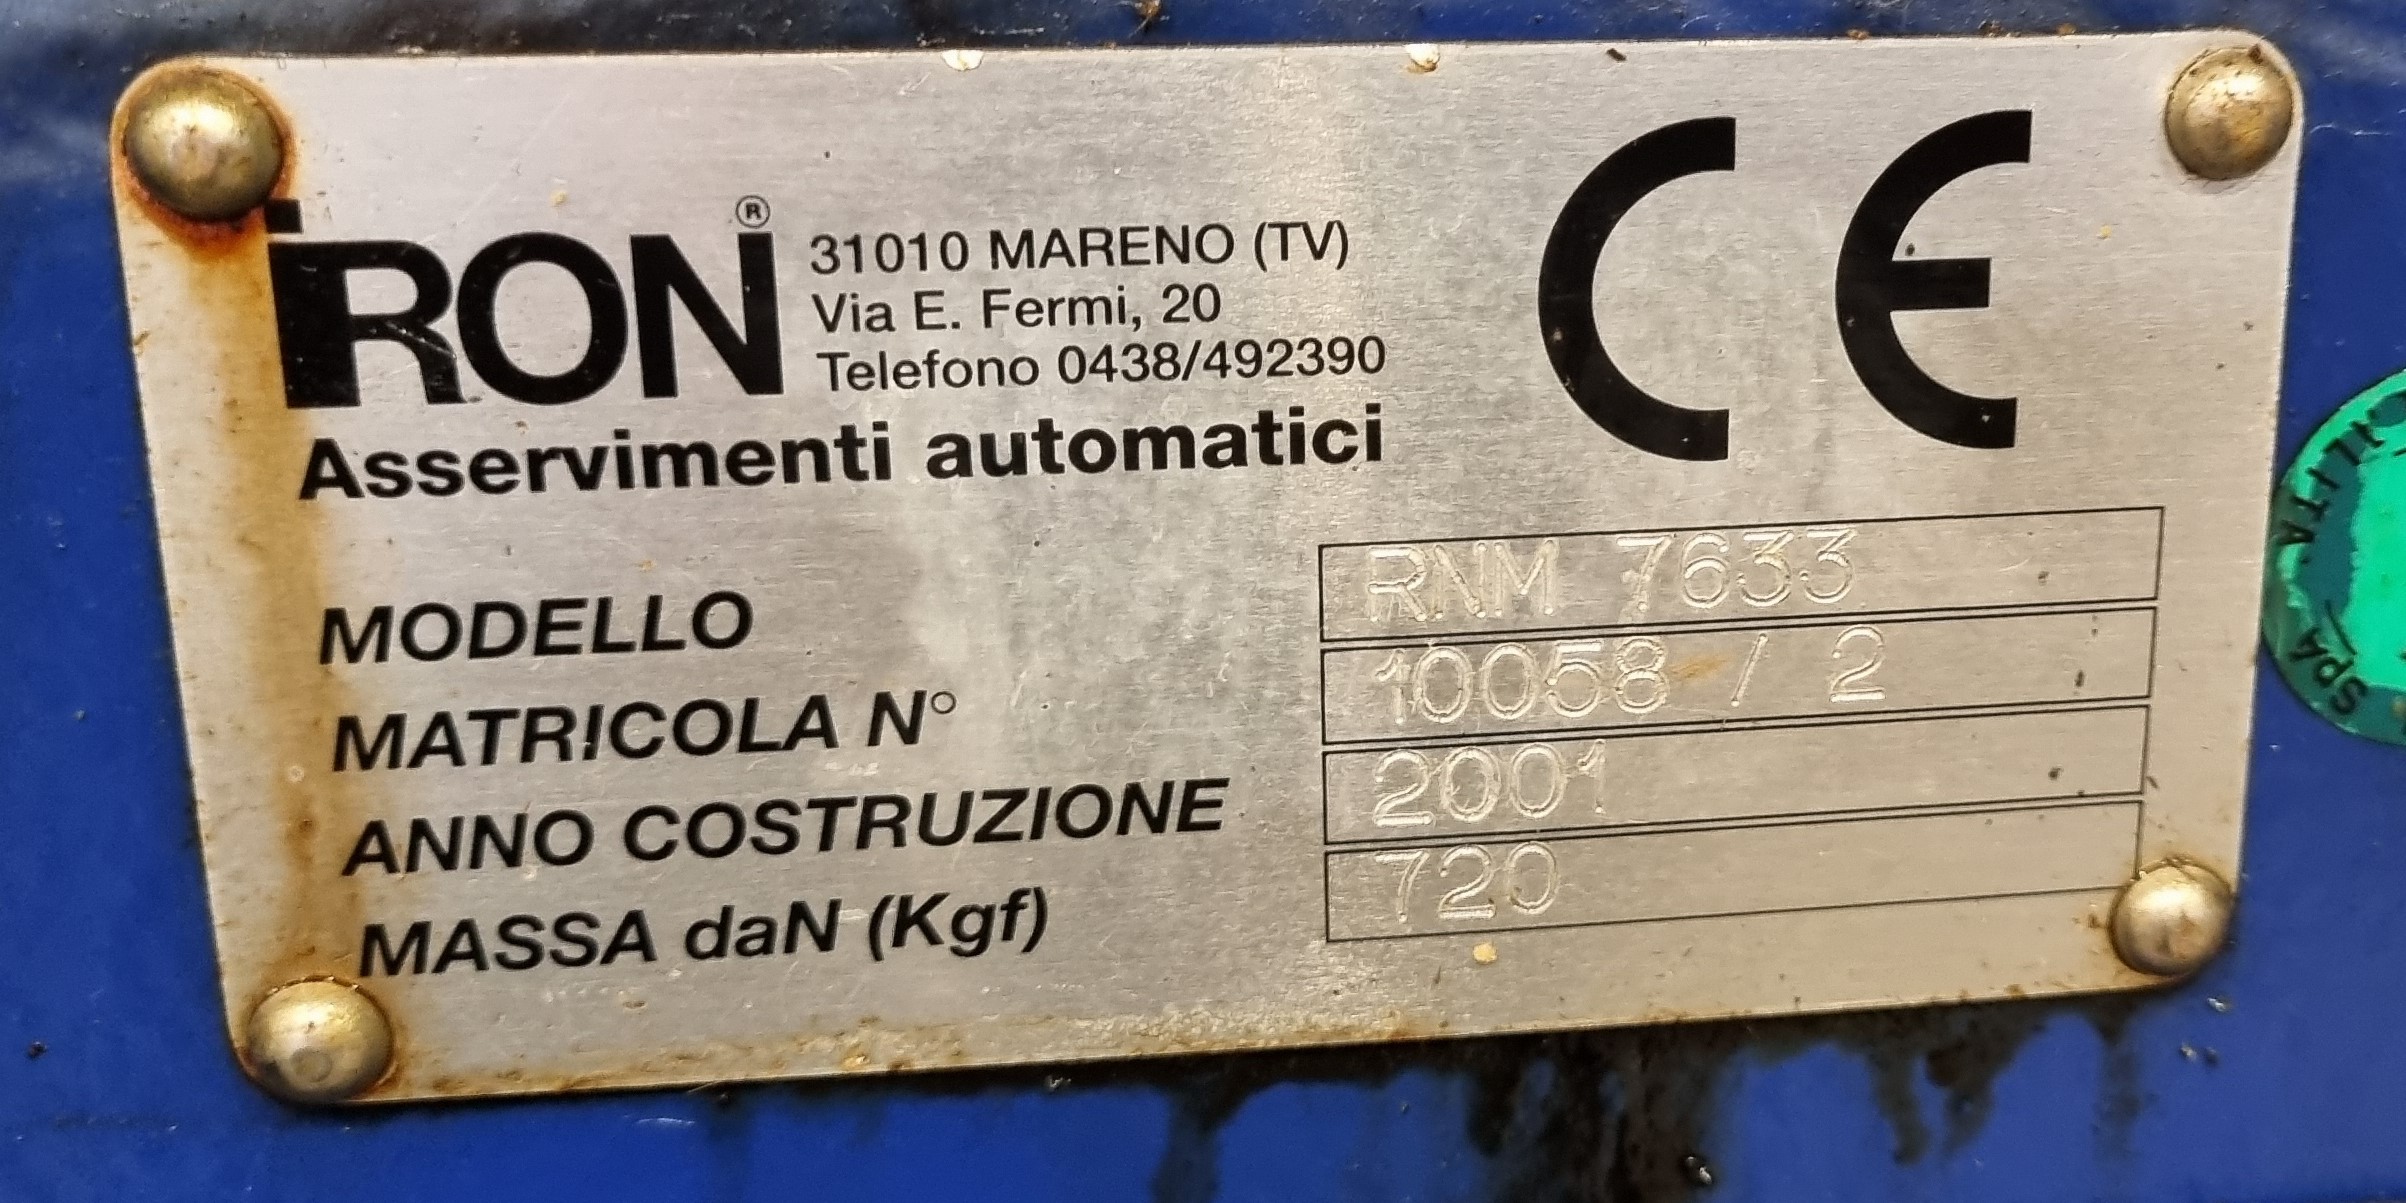 iRON®
31010 MARENO (TV)
Via E. Fermi, 20
Telefono 0438/492390
Asservimenti automatici
CE
MODELLO RNM 7633
MATRICOLA N° 10058 / 2
ANNO COSTRUZIONE 2001
MASSA daN (Kgf) 720
SpA